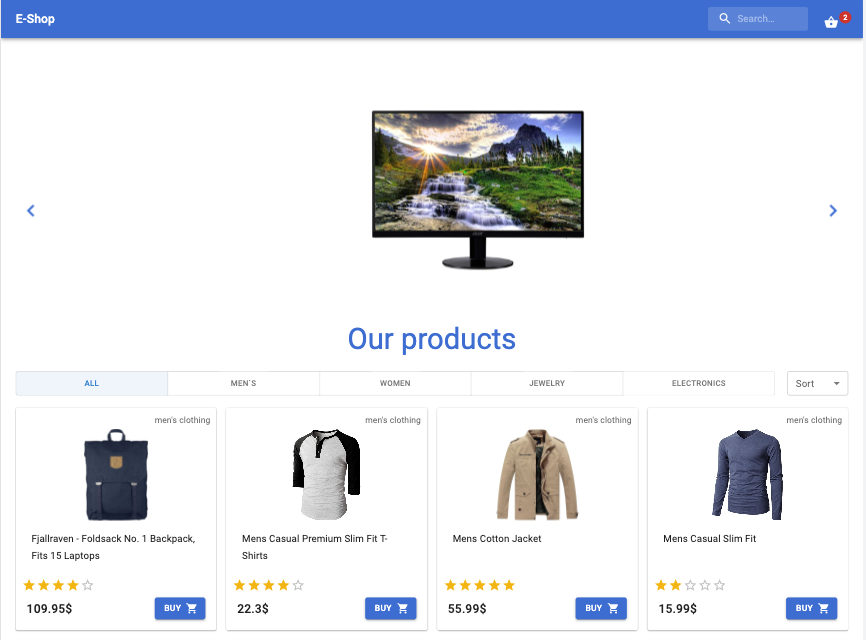 E-Shop
Search...
2
Our products
ALL
MEN`S
WOMEN
JEWELRY
ELECTRONICS
Sort
men's clothing
men's clothing
men's clothing
men's clothing
Fjallraven - Foldsack No. 1 Backpack,
Fits 15 Laptops
Mens Casual Premium Slim Fit T-
Shirts
Mens Cotton Jacket
Mens Casual Slim Fit
109.95$
BUY
22.3$
BUY
55.99$
BUY
15.99$
BUY